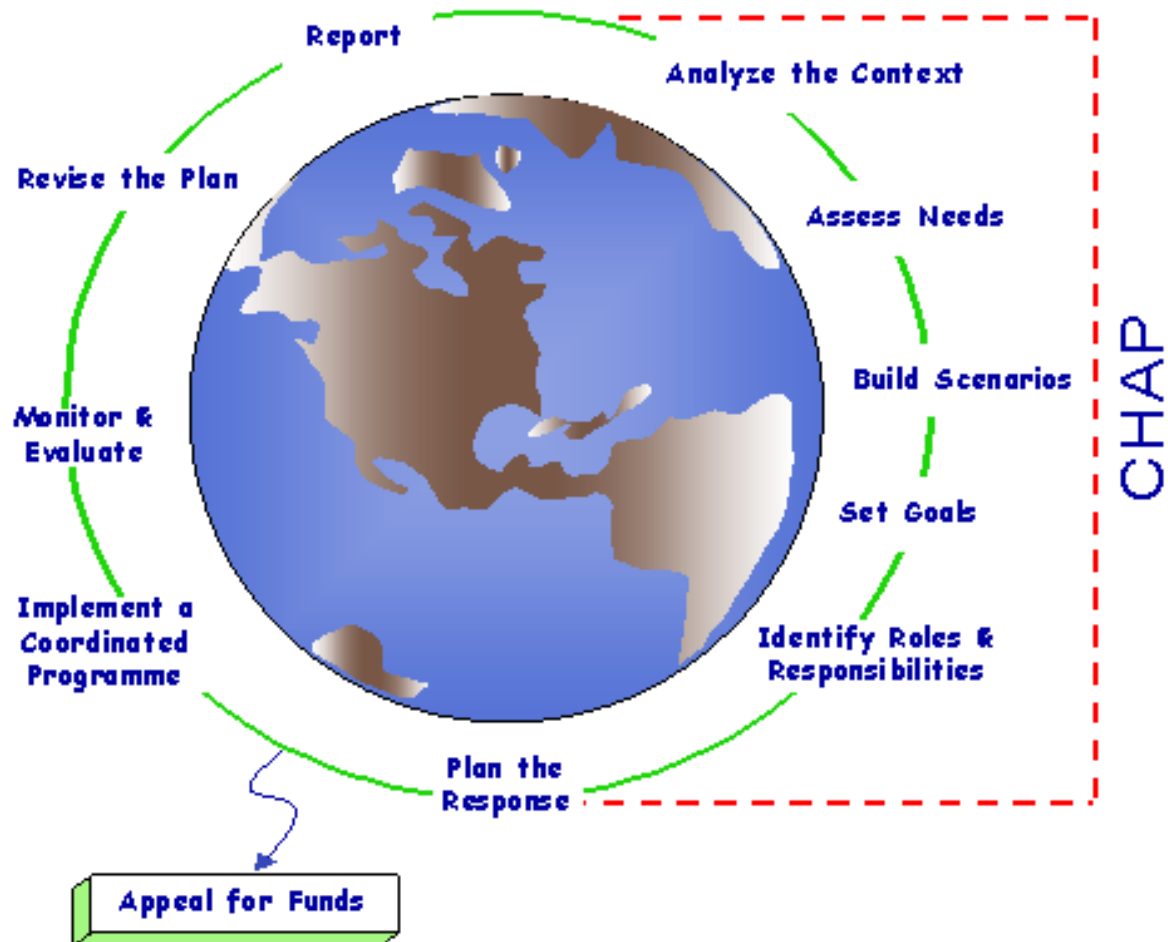 Report
Analyze the Context
Assess Needs
Build Scenarios
Set Goals
Identify Roles &
Responsibilities
Plan the
Response
Implement a
Coordinated
Programme
Monitor &
Evaluate
Revise the Plan
CHAP
Appeal for Funds